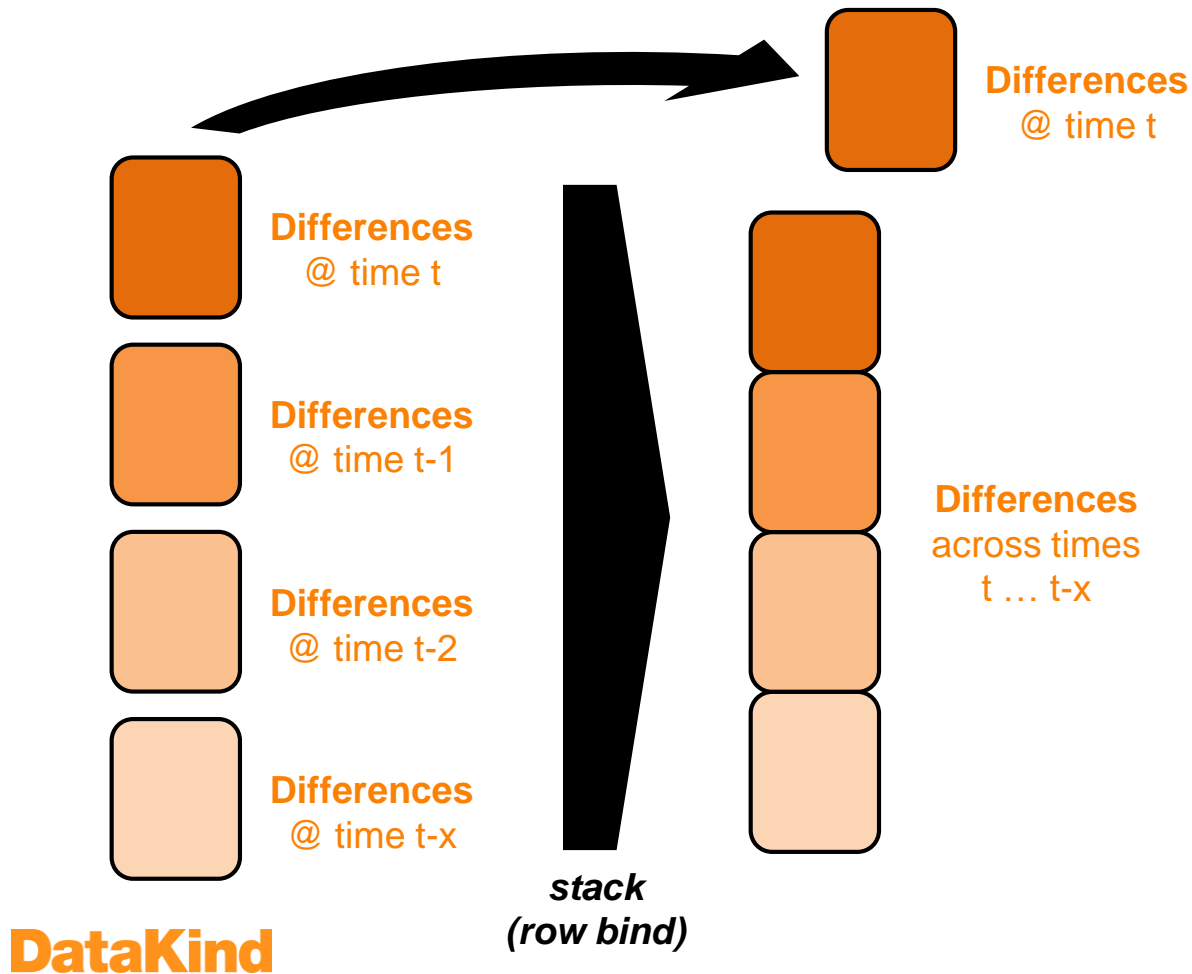 Differences
@ time t
Differences
@ time t
Differences
@ time t-1
Differences
@ time t-2
Differences
@ time t-x
Differences
across times
t … t-x
stack
(row bind)
DataKind